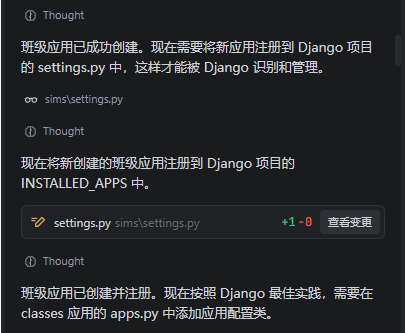 Thought
班级应用已成功创建。现在需要将新应用注册到 Django 项目
的 settings.py 中，这样才能被 Django 识别和管理。
sims\settings.py
Thought
现在将新创建的班级应用注册到 Django 项目的
INSTALLED_APPS 中。
settings.py sims\settings.py +1 -0 查看变更
Thought
班级应用已创建并注册。现在按照 Django 最佳实践，需要在
classes 应用的 apps.py 中添加应用配置类。